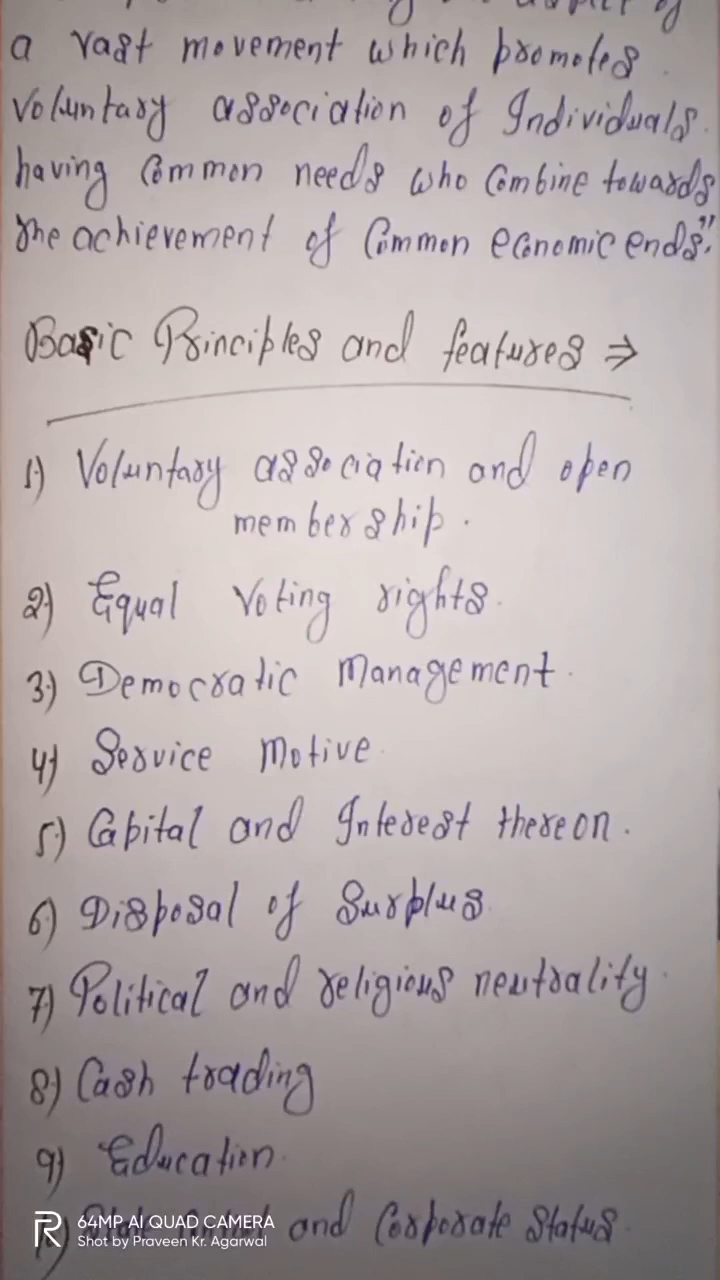 of
a vast movement which promotes
Voluntary association of Individuals.
having Common needs who Combine towards
the achievement of Common economic ends".
Basic Principles and features ⇒
1) Voluntary association and open
membership.
2) Equal Voting rights.
3) Democratic Management.
4) Service Motive
5) Capital and Interest thereon.
6) Disposal of Surplus
7) Political and religious neutrality.
8) Cash trading
9) Education.
and Corporate Status.
R 64MP AI QUAD CAMERA
Shot by Praveen Kr. Agarwal